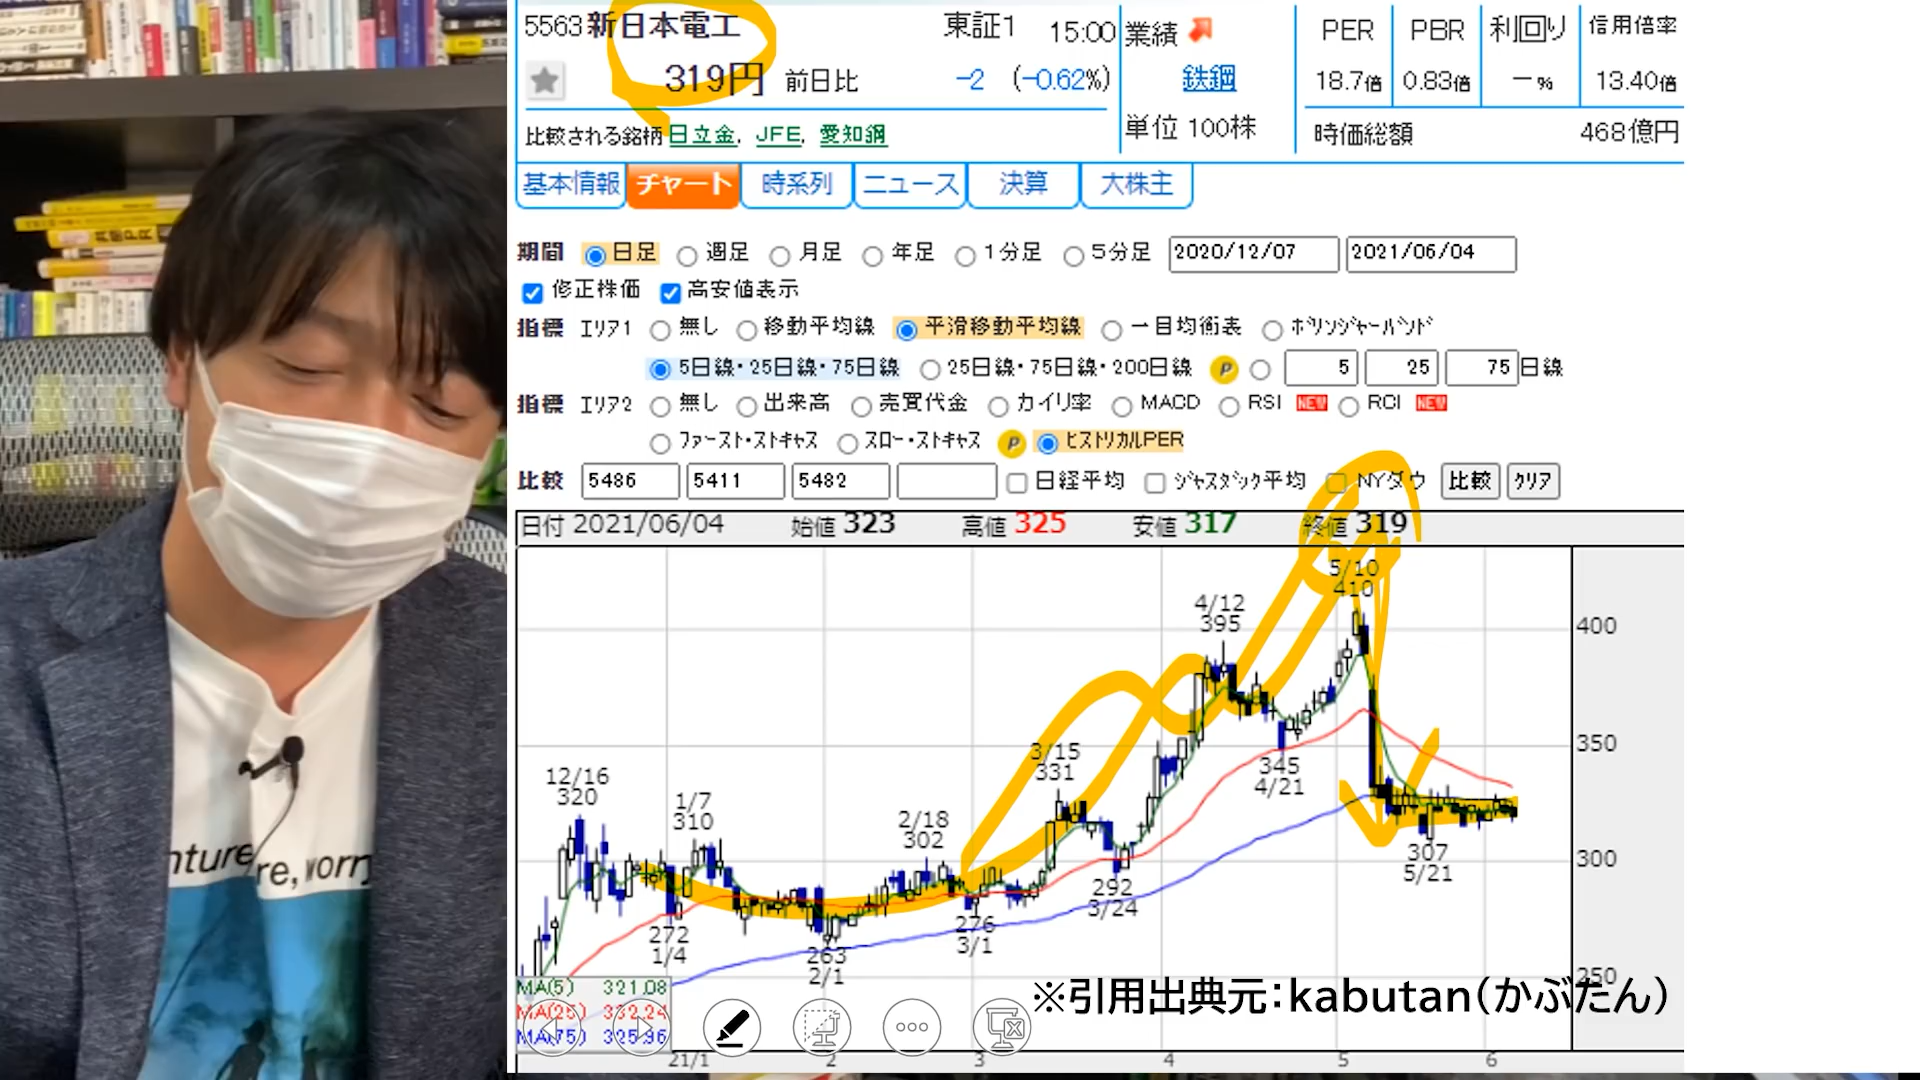 5563 新日本電工 東証1 15:00
319円 前日比 -2 (-0.62%)
比較される銘柄 日立金, JFE, 愛知鋼
業績
鉄鋼
単位 100株
PER PBR 利回り 信用倍率
18.7倍 0.83倍 ー% 13.40倍
時価総額 468億円
基本情報 チャート 時系列 ニュース 決算 大株主
期間 日足 週足 月足 年足 1分足 5分足 2020/12/07 2021/06/04
修正株価 高安値表示
指標 エリア1 無し 移動平均線 平滑移動平均線 一目均衡表 ボリンジャーバンド
5日線・25日線・75日線 25日線・75日線・200日線 P 5 25 75 日線
指標 エリア2 無し 出来高 売買代金 カイリ率 MACD RSI NEW RCI NEW
ファースト・ストキャス スロー・ストキャス P ヒストリカルPER
比較 5486 5411 5482 日経平均 ジャスダック平均 NYダウ 比較 クリア
日付 2021/06/04 始値 323 高値 325 安値 317 終値 319
5/10
410
4/12
395
400
3/15
331
350
345
4/21
12/16
320
1/7
310
2/18
302
300
307
5/21
292
3/24
272
1/4
263
2/1
276
3/1
250
MA(5) 321.08
MA(25) 332.24
MA(75) 325.96
※引用出典元：kabutan（かぶたん）
21/1 2 3 4 5 6
nture
re, worry